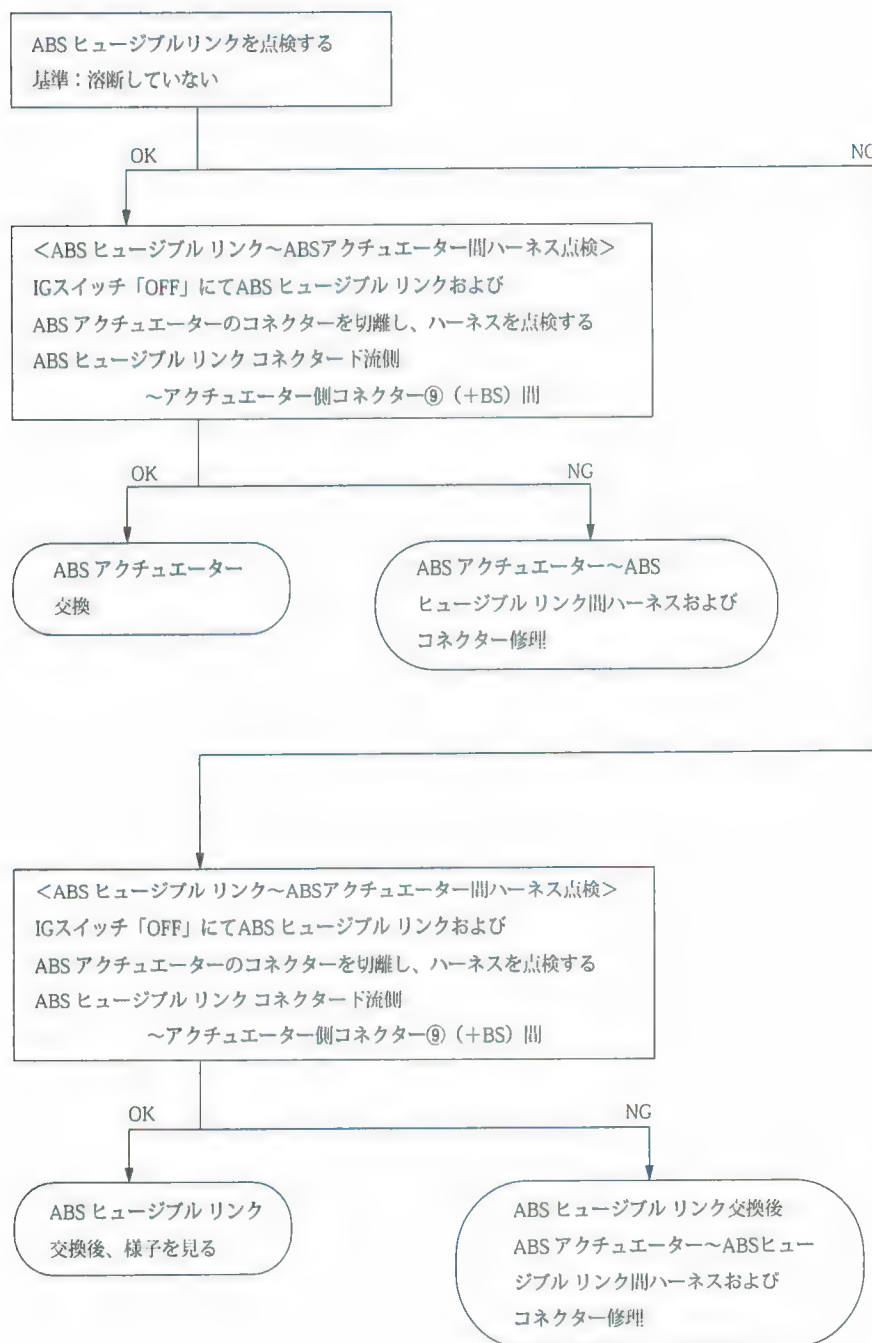 ABS ヒュージブルリンクを点検する
基準：溶断していない
OK
NG
<ABS ヒュージブル リンク～ABSアクチュエーター間ハーネス点検>
IGスイッチ「OFF」にてABS ヒュージブル リンクおよび
ABS アクチュエーターのコネクターを切離し、ハーネスを点検する
ABS ヒュージブル リンク コネクター下流側
～アクチュエーター側コネクター⑨（＋BS）間
OK
NG
ABS アクチュエーター
交換
ABS アクチュエーター～ABS
ヒュージブル リンク間ハーネスおよび
コネクター修理
<ABS ヒュージブル リンク～ABSアクチュエーター間ハーネス点検>
IGスイッチ「OFF」にてABS ヒュージブル リンクおよび
ABS アクチュエーターのコネクターを切離し、ハーネスを点検する
ABS ヒュージブル リンク コネクター下流側
～アクチュエーター側コネクター⑨（＋BS）間
OK
NG
ABS ヒュージブル リンク
交換後、様子を見る
ABS ヒュージブル リンク交換後
ABS アクチュエーター～ABSヒュー
ジブル リンク間ハーネスおよび
コネクター修理